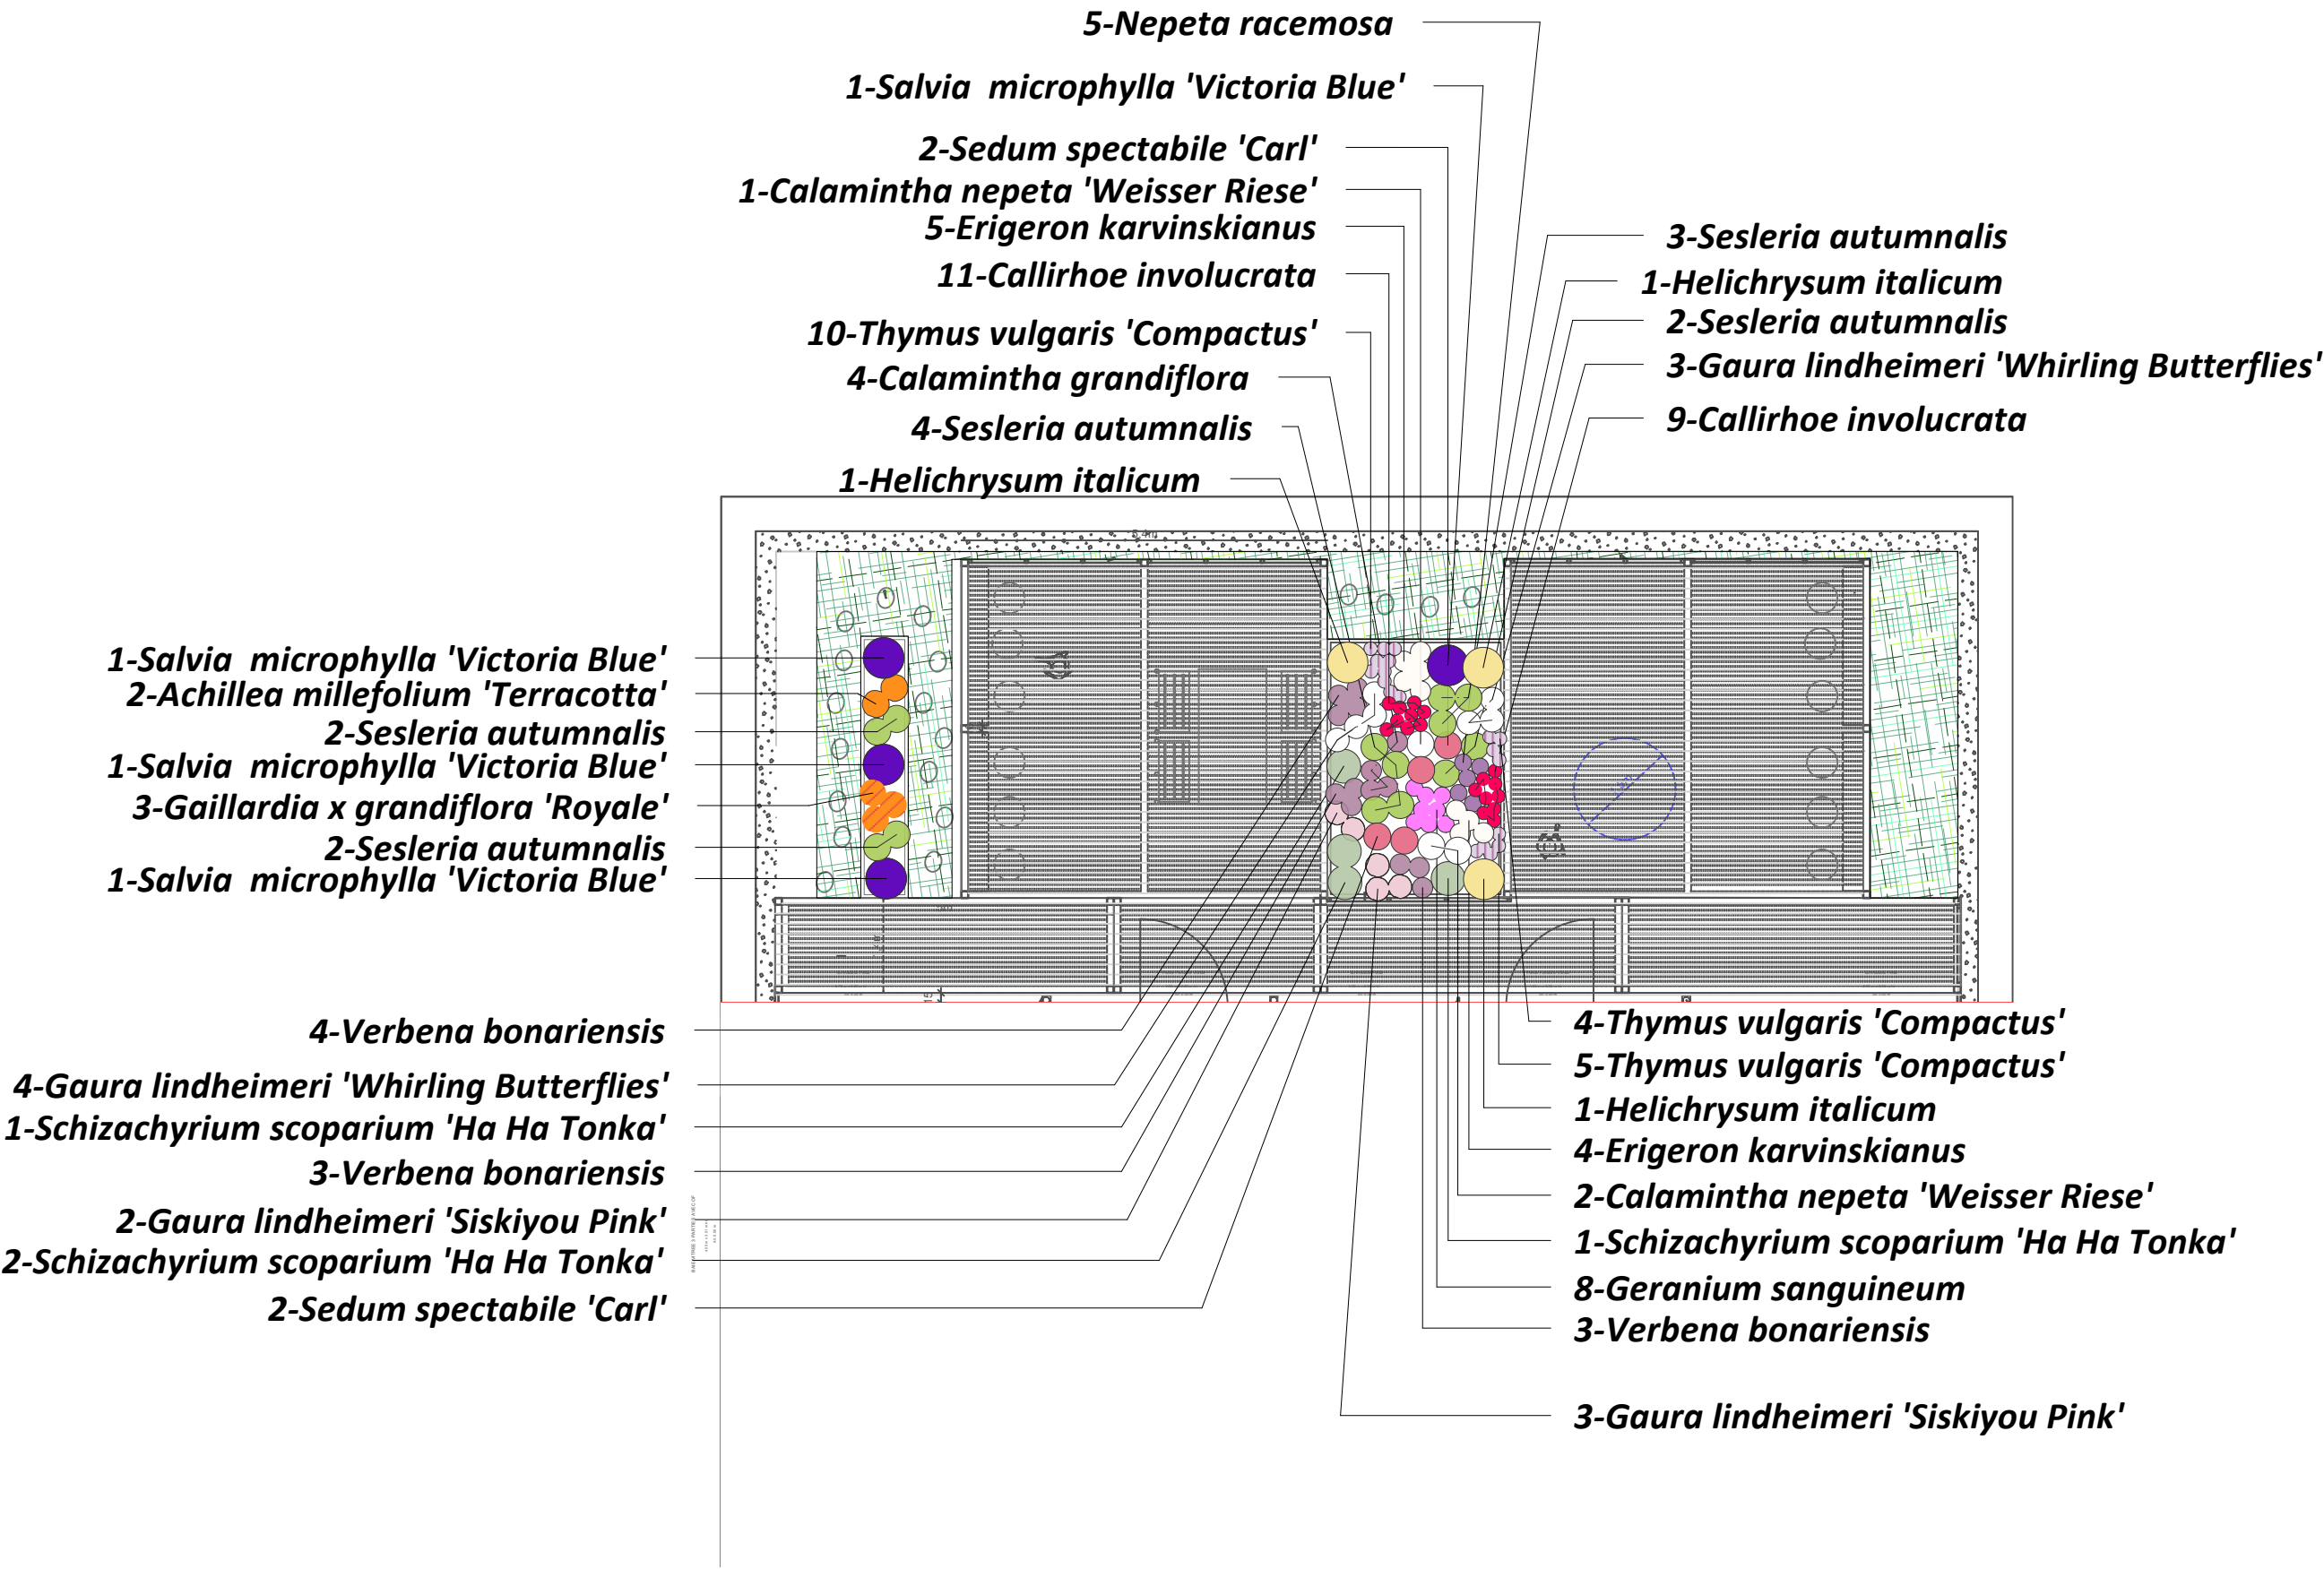 5-Nepeta racemosa
1-Salvia  microphylla 'Victoria Blue'
2-Sedum spectabile 'Carl'
1-Calamintha nepeta 'Weisser Riese'
5-Erigeron karvinskianus
11-Callirhoe involucrata
10-Thymus vulgaris 'Compactus'
4-Calamintha grandiflora
4-Sesleria autumnalis
1-Helichrysum italicum
3-Sesleria autumnalis
1-Helichrysum italicum
2-Sesleria autumnalis
3-Gaura lindheimeri 'Whirling Butterflies'
9-Callirhoe involucrata
1-Salvia  microphylla 'Victoria Blue'
2-Achillea millefolium 'Terracotta'
2-Sesleria autumnalis
1-Salvia  microphylla 'Victoria Blue'
3-Gaillardia x grandiflora 'Royale'
2-Sesleria autumnalis
1-Salvia  microphylla 'Victoria Blue'
4-Verbena bonariensis
4-Gaura lindheimeri 'Whirling Butterflies'
1-Schizachyrium scoparium 'Ha Ha Tonka'
3-Verbena bonariensis
2-Gaura lindheimeri 'Siskiyou Pink'
2-Schizachyrium scoparium 'Ha Ha Tonka'
2-Sedum spectabile 'Carl'
4-Thymus vulgaris 'Compactus'
5-Thymus vulgaris 'Compactus'
1-Helichrysum italicum
4-Erigeron karvinskianus
2-Calamintha nepeta 'Weisser Riese'
1-Schizachyrium scoparium 'Ha Ha Tonka'
8-Geranium sanguineum
3-Verbena bonariensis
3-Gaura lindheimeri 'Siskiyou Pink'